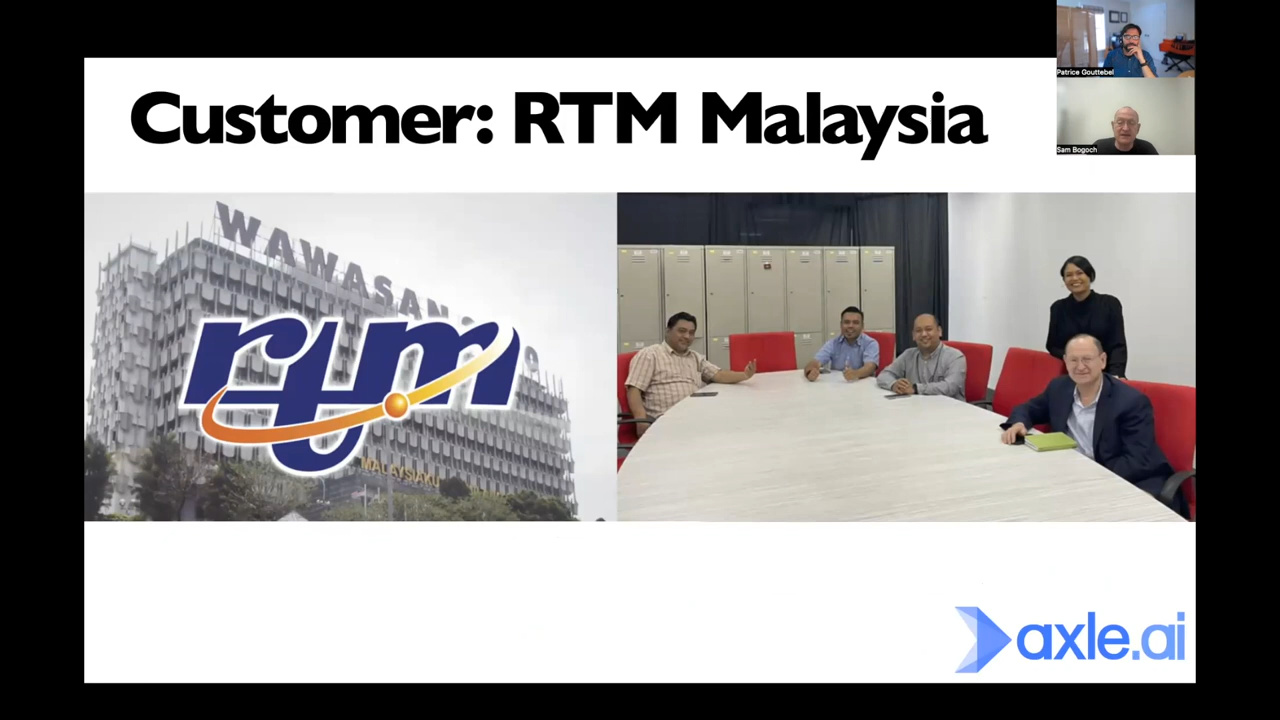 Customer: RTM Malaysia
Patrice Gouttebel
Sam Bogoch
WAWASAN
rtm
MALAYSIAKU
axle.ai